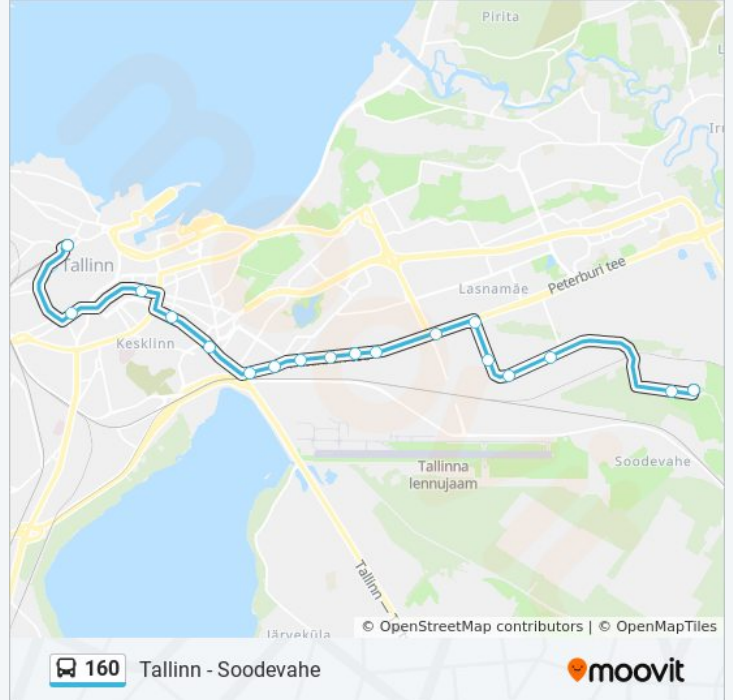 Pirita
Tallinn
Lasnamäe
Peterburi tee
Kesklinn
Tallinna
lennujaam
Soodevahe
Tallinn —
Järveküla
© OpenStreetMap contributors | © OpenMapTiles
160 Tallinn - Soodevahe
moovit